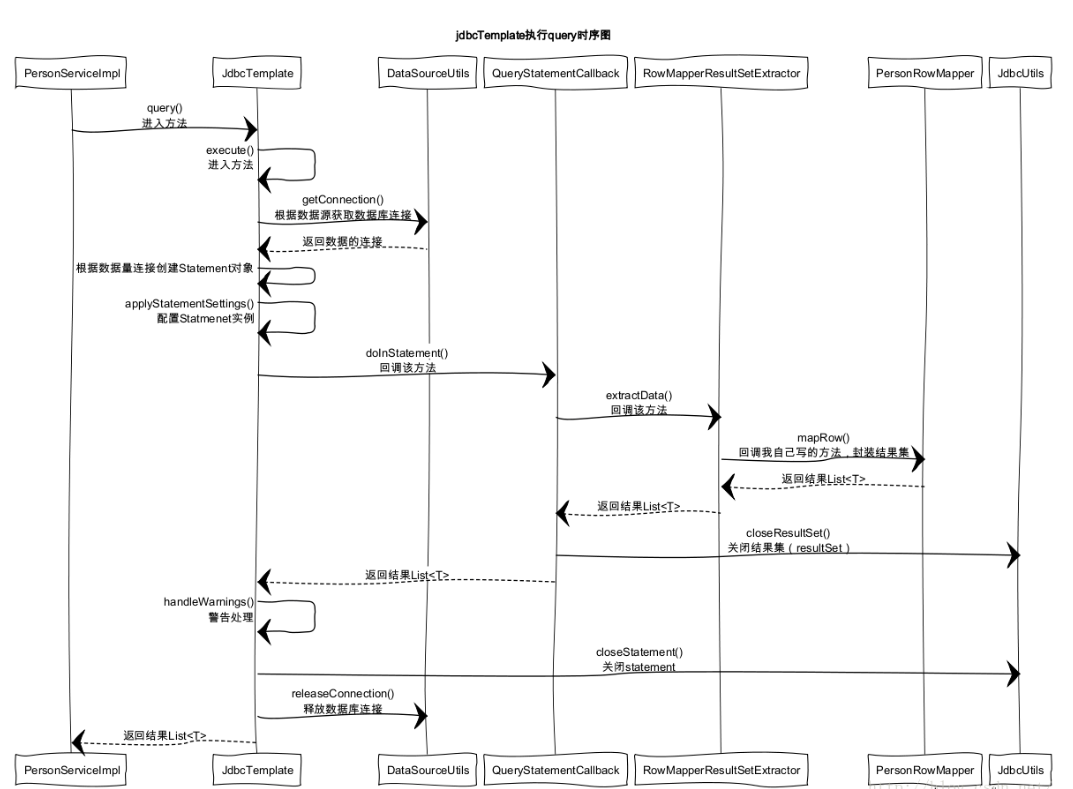 jdbcTemplate执行query时序图
PersonServiceImpl
JdbcTemplate
DataSourceUtils
QueryStatementCallback
RowMapperResultSetExtractor
PersonRowMapper
JdbcUtils
query()
进入方法
execute()
进入方法
getConnection()
根据数据源获取数据库连接
返回数据的连接
根据数据量连接创建Statement对象
applyStatementSettings()
配置Statmenet实例
doInStatement()
回调该方法
extractData()
回调该方法
mapRow()
回调我自己写的方法，封装结果集
返回结果List<T>
返回结果List<T>
closeResultSet()
关闭结果集（resultSet）
返回结果List<T>
handleWarnings()
警告处理
closeStatement()
关闭statement
releaseConnection()
释放数据库连接
返回结果List<T>
PersonServiceImpl
JdbcTemplate
DataSourceUtils
QueryStatementCallback
RowMapperResultSetExtractor
PersonRowMapper
JdbcUtils